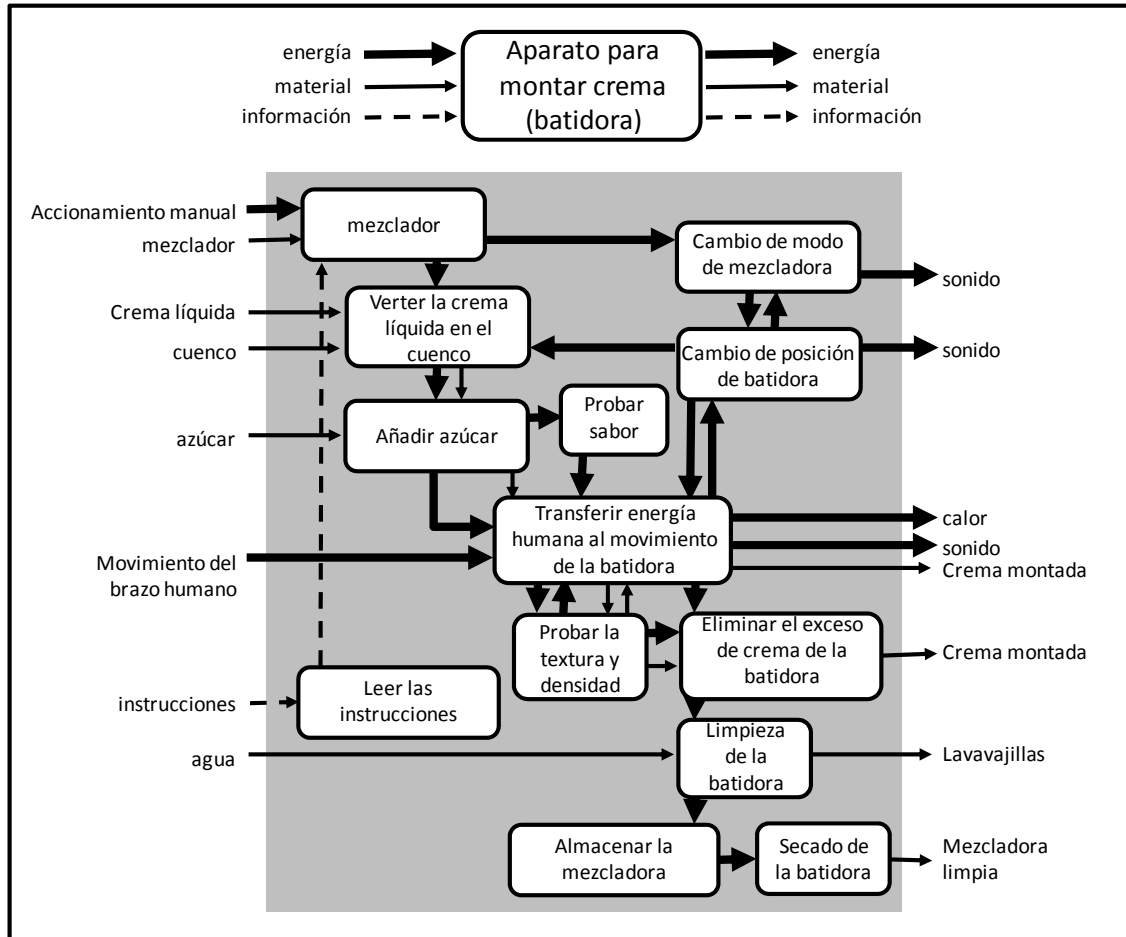 energía
material
información
Aparato para
montar crema
(batidora)
energía
material
información
Accionamiento manual
mezclador
mezclador
Cambio de modo
de mezcladora
sonido
Crema líquida
cuenco
Verter la crema
líquida en el
cuenco
Cambio de posición
de batidora
sonido
azúcar
Añadir azúcar
Probar
sabor
Movimiento del
brazo humano
Transferir energía
humana al movimiento
de la batidora
calor
sonido
Crema montada
Probar la
textura y
densidad
Eliminar el exceso
de crema de la
batidora
Crema montada
instrucciones
Leer las
instrucciones
agua
Limpieza
de la
batidora
Lavavajillas
Almacenar la
mezcladora
Secado de
la batidora
Mezcladora
limpia